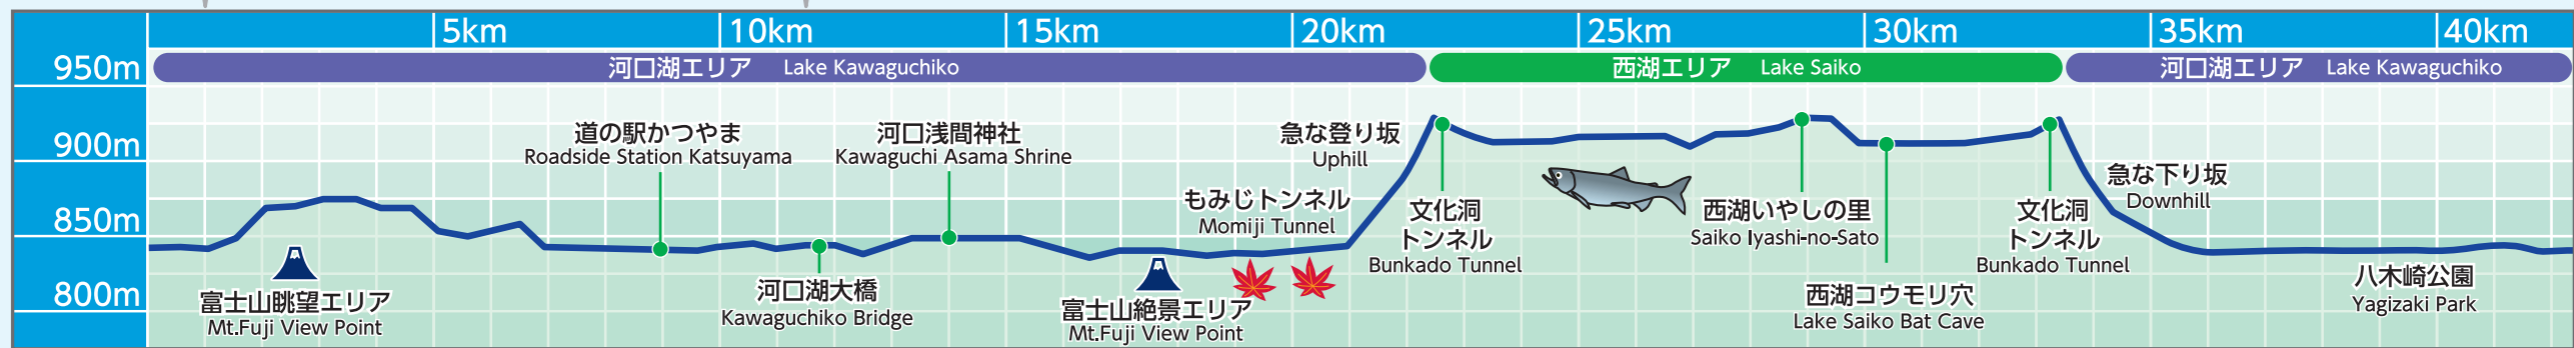 5km
10km
15km
20km
25km
30km
35km
40km
950m
900m
850m
800m
河口湖エリア Lake Kawaguchiko
西湖エリア Lake Saiko
河口湖エリア Lake Kawaguchiko
富士山眺望エリア
Mt.Fuji View Point
道の駅かつやま
Roadside Station Katsuyama
河口湖大橋
Kawaguchiko Bridge
河口浅間神社
Kawaguchi Asama Shrine
富士山絶景エリア
Mt.Fuji View Point
もみじトンネル
Momiji Tunnel
急な登り坂
Uphill
文化洞
トンネル
Bunkado Tunnel
西湖いやしの里
Saiko Iyashi-no-Sato
西湖コウモリ穴
Lake Saiko Bat Cave
文化洞
トンネル
Bunkado Tunnel
急な下り坂
Downhill
八木崎公園
Yagizaki Park